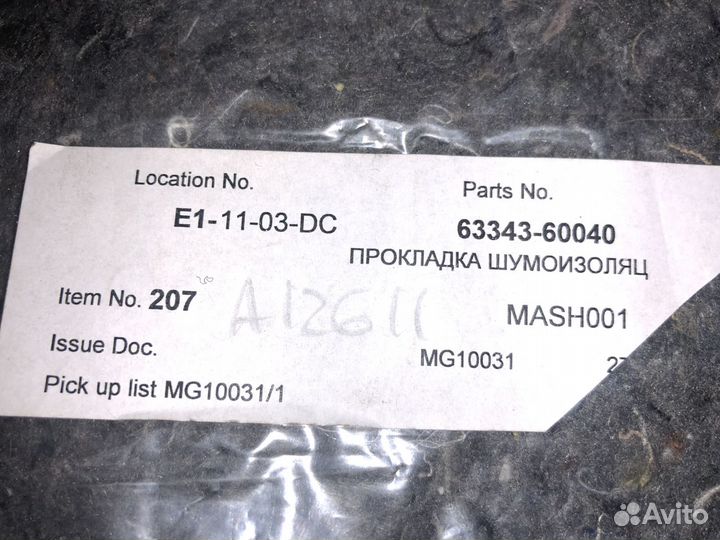 Location No.
Parts No.
E1-11-03-DC
63343-60040
ПРОКЛАДКА ШУМОИЗОЛЯЦ
Item No. 207
A12611
MASH001
Issue Doc.
MG10031
27
Pick up list MG10031/1
Avito